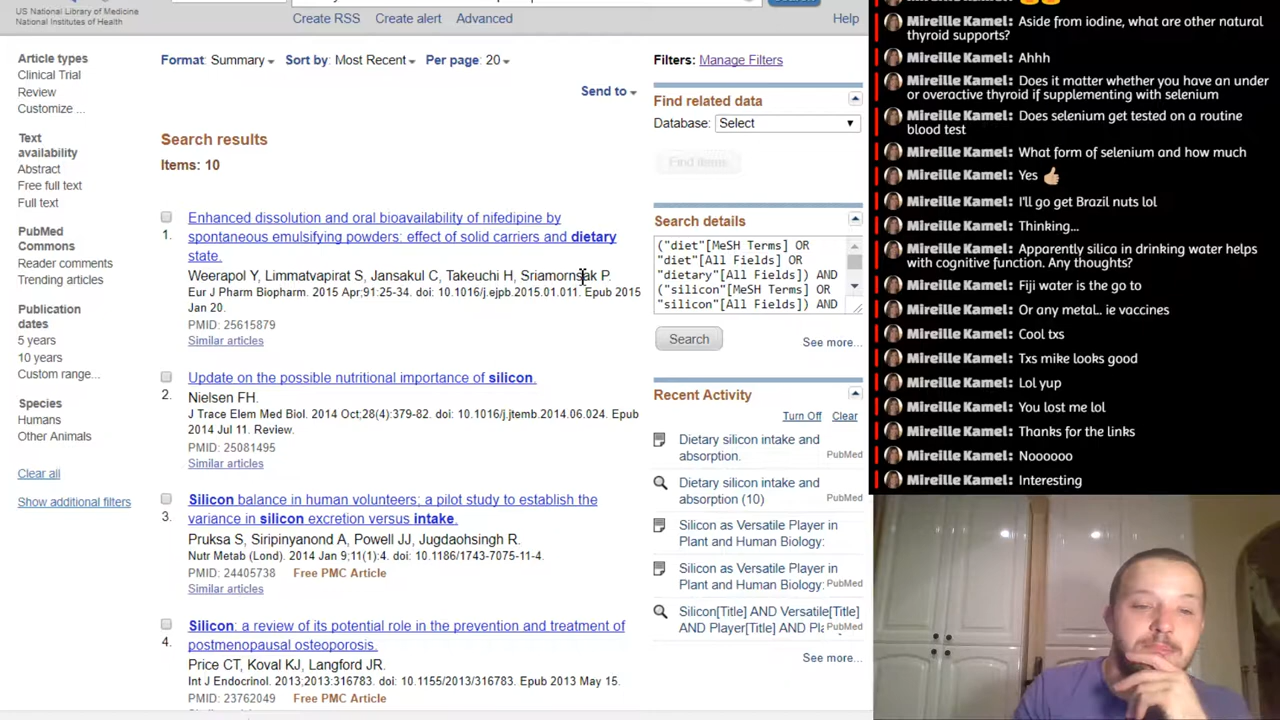 US National Library of Medicine
National Institutes of Health
Create RSS Create alert Advanced
Search
Help
Article types
Clinical Trial
Review
Customize ...
Text
availability
Abstract
Free full text
Full text
PubMed
Commons
Reader comments
Trending articles
Publication
dates
5 years
10 years
Custom range...
Species
Humans
Other Animals
Clear all
Show additional filters
Format: Summary Sort by: Most Recent Per page: 20
Send to
Search results
Items: 10
Enhanced dissolution and oral bioavailability of nifedipine by
1. spontaneous emulsifying powders: effect of solid carriers and dietary
state.
Weerapol Y, Limmatvapirat S, Jansakul C, Takeuchi H, Sriamornsak P.
Eur J Pharm Biopharm. 2015 Apr;91:25-34. doi: 10.1016/j.ejpb.2015.01.011. Epub 2015
Jan 20.
PMID: 25615879
Similar articles
Update on the possible nutritional importance of silicon.
2. Nielsen FH.
J Trace Elem Med Biol. 2014 Oct;28(4):379-82. doi: 10.1016/j.jtemb.2014.06.024. Epub
2014 Jul 11. Review.
PMID: 25081495
Similar articles
Silicon balance in human volunteers; a pilot study to establish the
3. variance in silicon excretion versus intake.
Pruksa S, Siripinyanond A, Powell JJ, Jugdaohsingh R.
Nutr Metab (Lond). 2014 Jan 9;11(1):4. doi: 10.1186/1743-7075-11-4.
PMID: 24405738 Free PMC Article
Similar articles
Silicon: a review of its potential role in the prevention and treatment of
4. postmenopausal osteoporosis.
Price CT, Koval KJ, Langford JR.
Int J Endocrinol. 2013;2013:316783. doi: 10.1155/2013/316783. Epub 2013 May 15.
PMID: 23762049 Free PMC Article
Filters: Manage Filters
Find related data
Database: Select
Find items
Search details
("diet"[MeSH Terms] OR
"diet"[All Fields] OR
"dietary"[All Fields]) AND
("silicon"[MeSH Terms] OR
"silicon"[All Fields]) AND
Search
See more...
Recent Activity
Turn Off Clear
Dietary silicon intake and
absorption. PubMed
Dietary silicon intake and
absorption (10) PubMed
Silicon as Versatile Player in
Plant and Human Biology:
Silicon as Versatile Player in
Plant and Human Biology: PubMed
Silicon[Title] AND Versatile[Title]
AND Player[Title] AND Pla PubMed
See more...
Mireille Kamel: Aside from iodine, what are other natural
thyroid supports?
Mireille Kamel: Ahhh
Mireille Kamel: Does it matter whether you have an under
or overactive thyroid if supplementing with selenium
Mireille Kamel: Does selenium get tested on a routine
blood test
Mireille Kamel: What form of selenium and how much
Mireille Kamel: Yes 👍🏼
Mireille Kamel: I'll go get Brazil nuts lol
Mireille Kamel: Thinking...
Mireille Kamel: Apparently silica in drinking water helps
with cognitive function. Any thoughts?
Mireille Kamel: Fiji water is the go to
Mireille Kamel: Or any metal.. ie vaccines
Mireille Kamel: Cool txs
Mireille Kamel: Txs mike looks good
Mireille Kamel: Lol yup
Mireille Kamel: You lost me lol
Mireille Kamel: Thanks for the links
Mireille Kamel: Noooooo
Mireille Kamel: Interesting